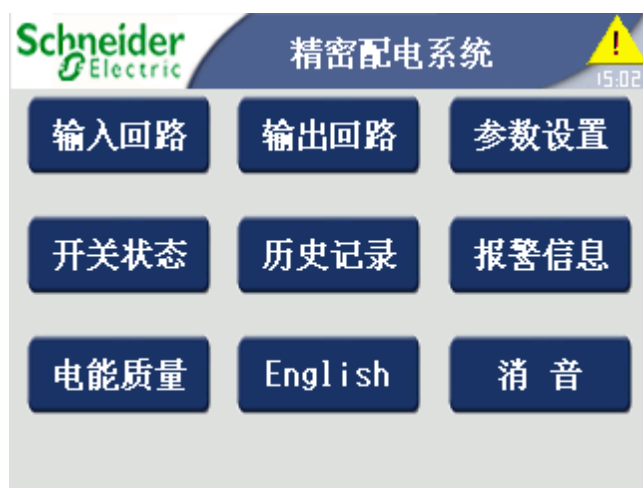 Schneider
Electric
精密配电系统
!
15:02
输入回路
输出回路
参数设置
开关状态
历史记录
报警信息
电能质量
English
消 音